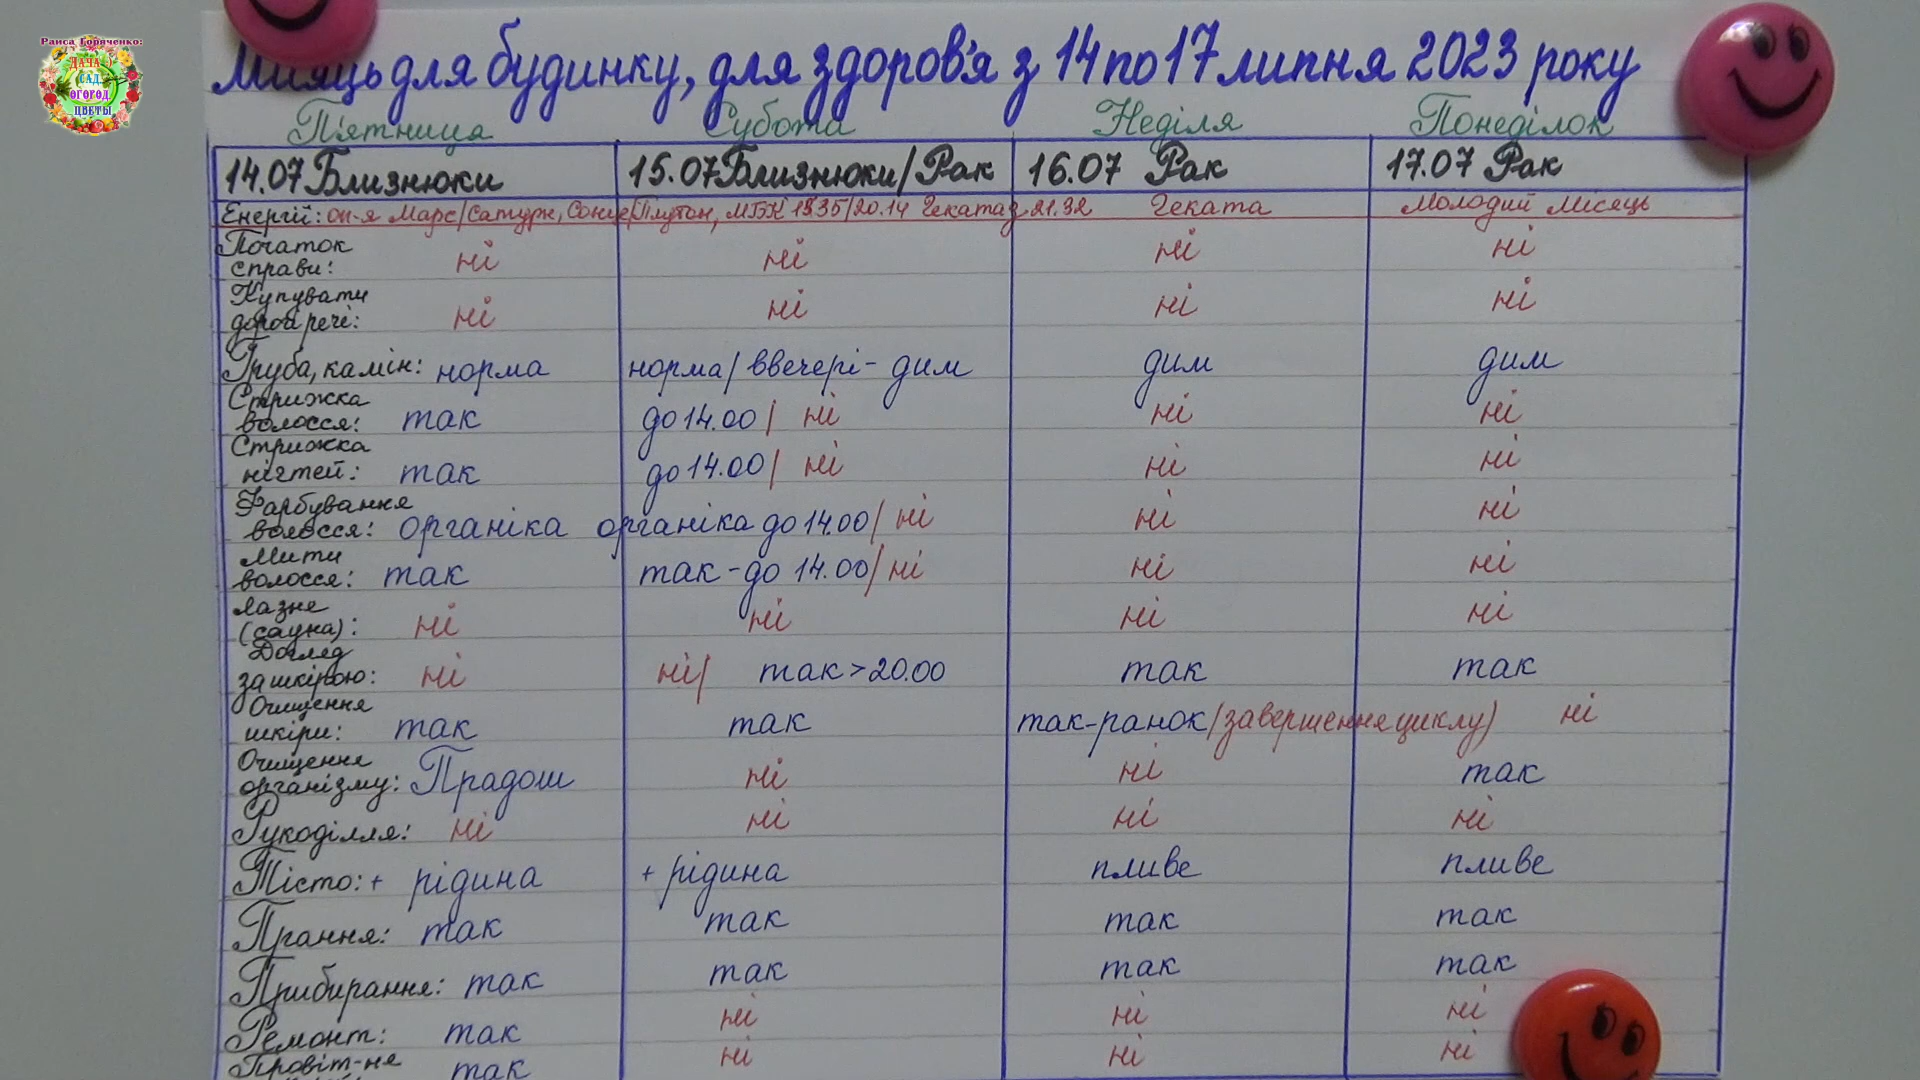 Раиса Горяченко:
ДАЧА
САД
ОГОРОД
ЦВЕТЫ
Місяць для будинку, для здоров'я з 14 по 17 липня 2023 року
П'ятниця Субота Неділя Понеділок
14.07 Близнюки 15.07 Близнюки/Рак 16.07 Рак 17.07 Рак
Енергії: оп-я Марс/Сатурн, Сонце/Плутон, МБК 15.35/20.14 Геката з 21.32 Геката Молодий Місяць
Початок
справи: ні ні ні ні
Купувати
дорогі речі: ні ні ні ні
Груба, камін: норма норма/ввечері - дим дим дим
Стрижка
волосся: так до 14.00/ ні ні ні
Стрижка
нігтей: так до 14.00/ ні ні ні
Фарбування
волосся: органіка органіка до 14.00/ ні ні ні
Мити
волосся: так так - до 14.00/ ні ні ні
Лазне
(сауна): ні ні ні ні
Догляд
за шкірою: ні ні/ так > 20.00 так так
Очищення
шкіри: так так так-ранок/завершення циклу) ні
Очищення
організму: Прадош ні ні так
Рукоділля: ні ні ні ні
Тісто: + рідина + рідина пливе пливе
Прання: так так так так
Прибирання: так так так так
Ремонт: так ні ні ні
Провіт-не так ні ні ні